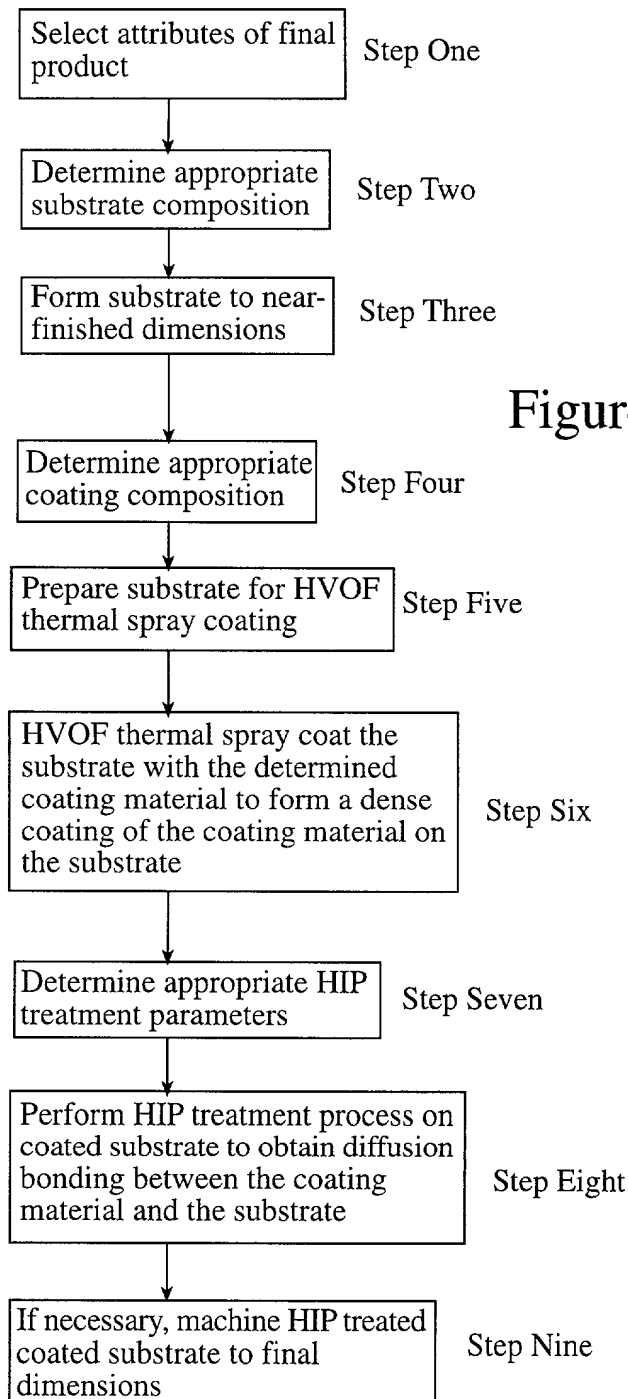 Select attributes of final
product
Step One
Determine appropriate
substrate composition
Step Two
Form substrate to near-
finished dimensions
Step Three
Figur
Determine appropriate
coating composition
Step Four
Prepare substrate for HVOF
thermal spray coating
Step Five
HVOF thermal spray coat the
substrate with the determined
coating material to form a dense
coating of the coating material on
the substrate
Step Six
Determine appropriate HIP
treatment parameters
Step Seven
Perform HIP treatment process on
coated substrate to obtain diffusion
bonding between the coating
material and the substrate
Step Eight
If necessary, machine HIP treated
coated substrate to final
dimensions
Step Nine